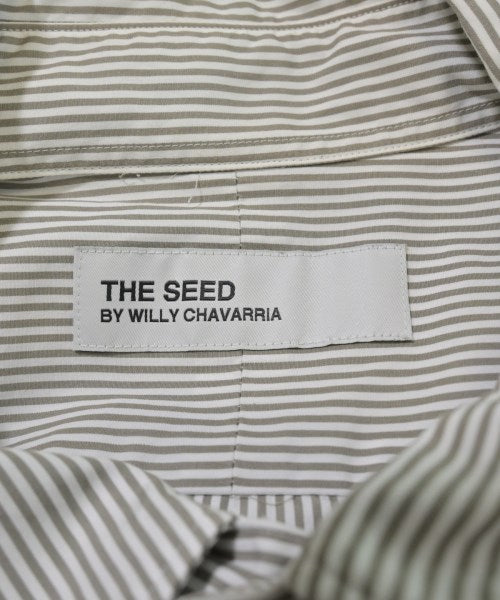 THE SEED
BY WILLY CHAVARRIA